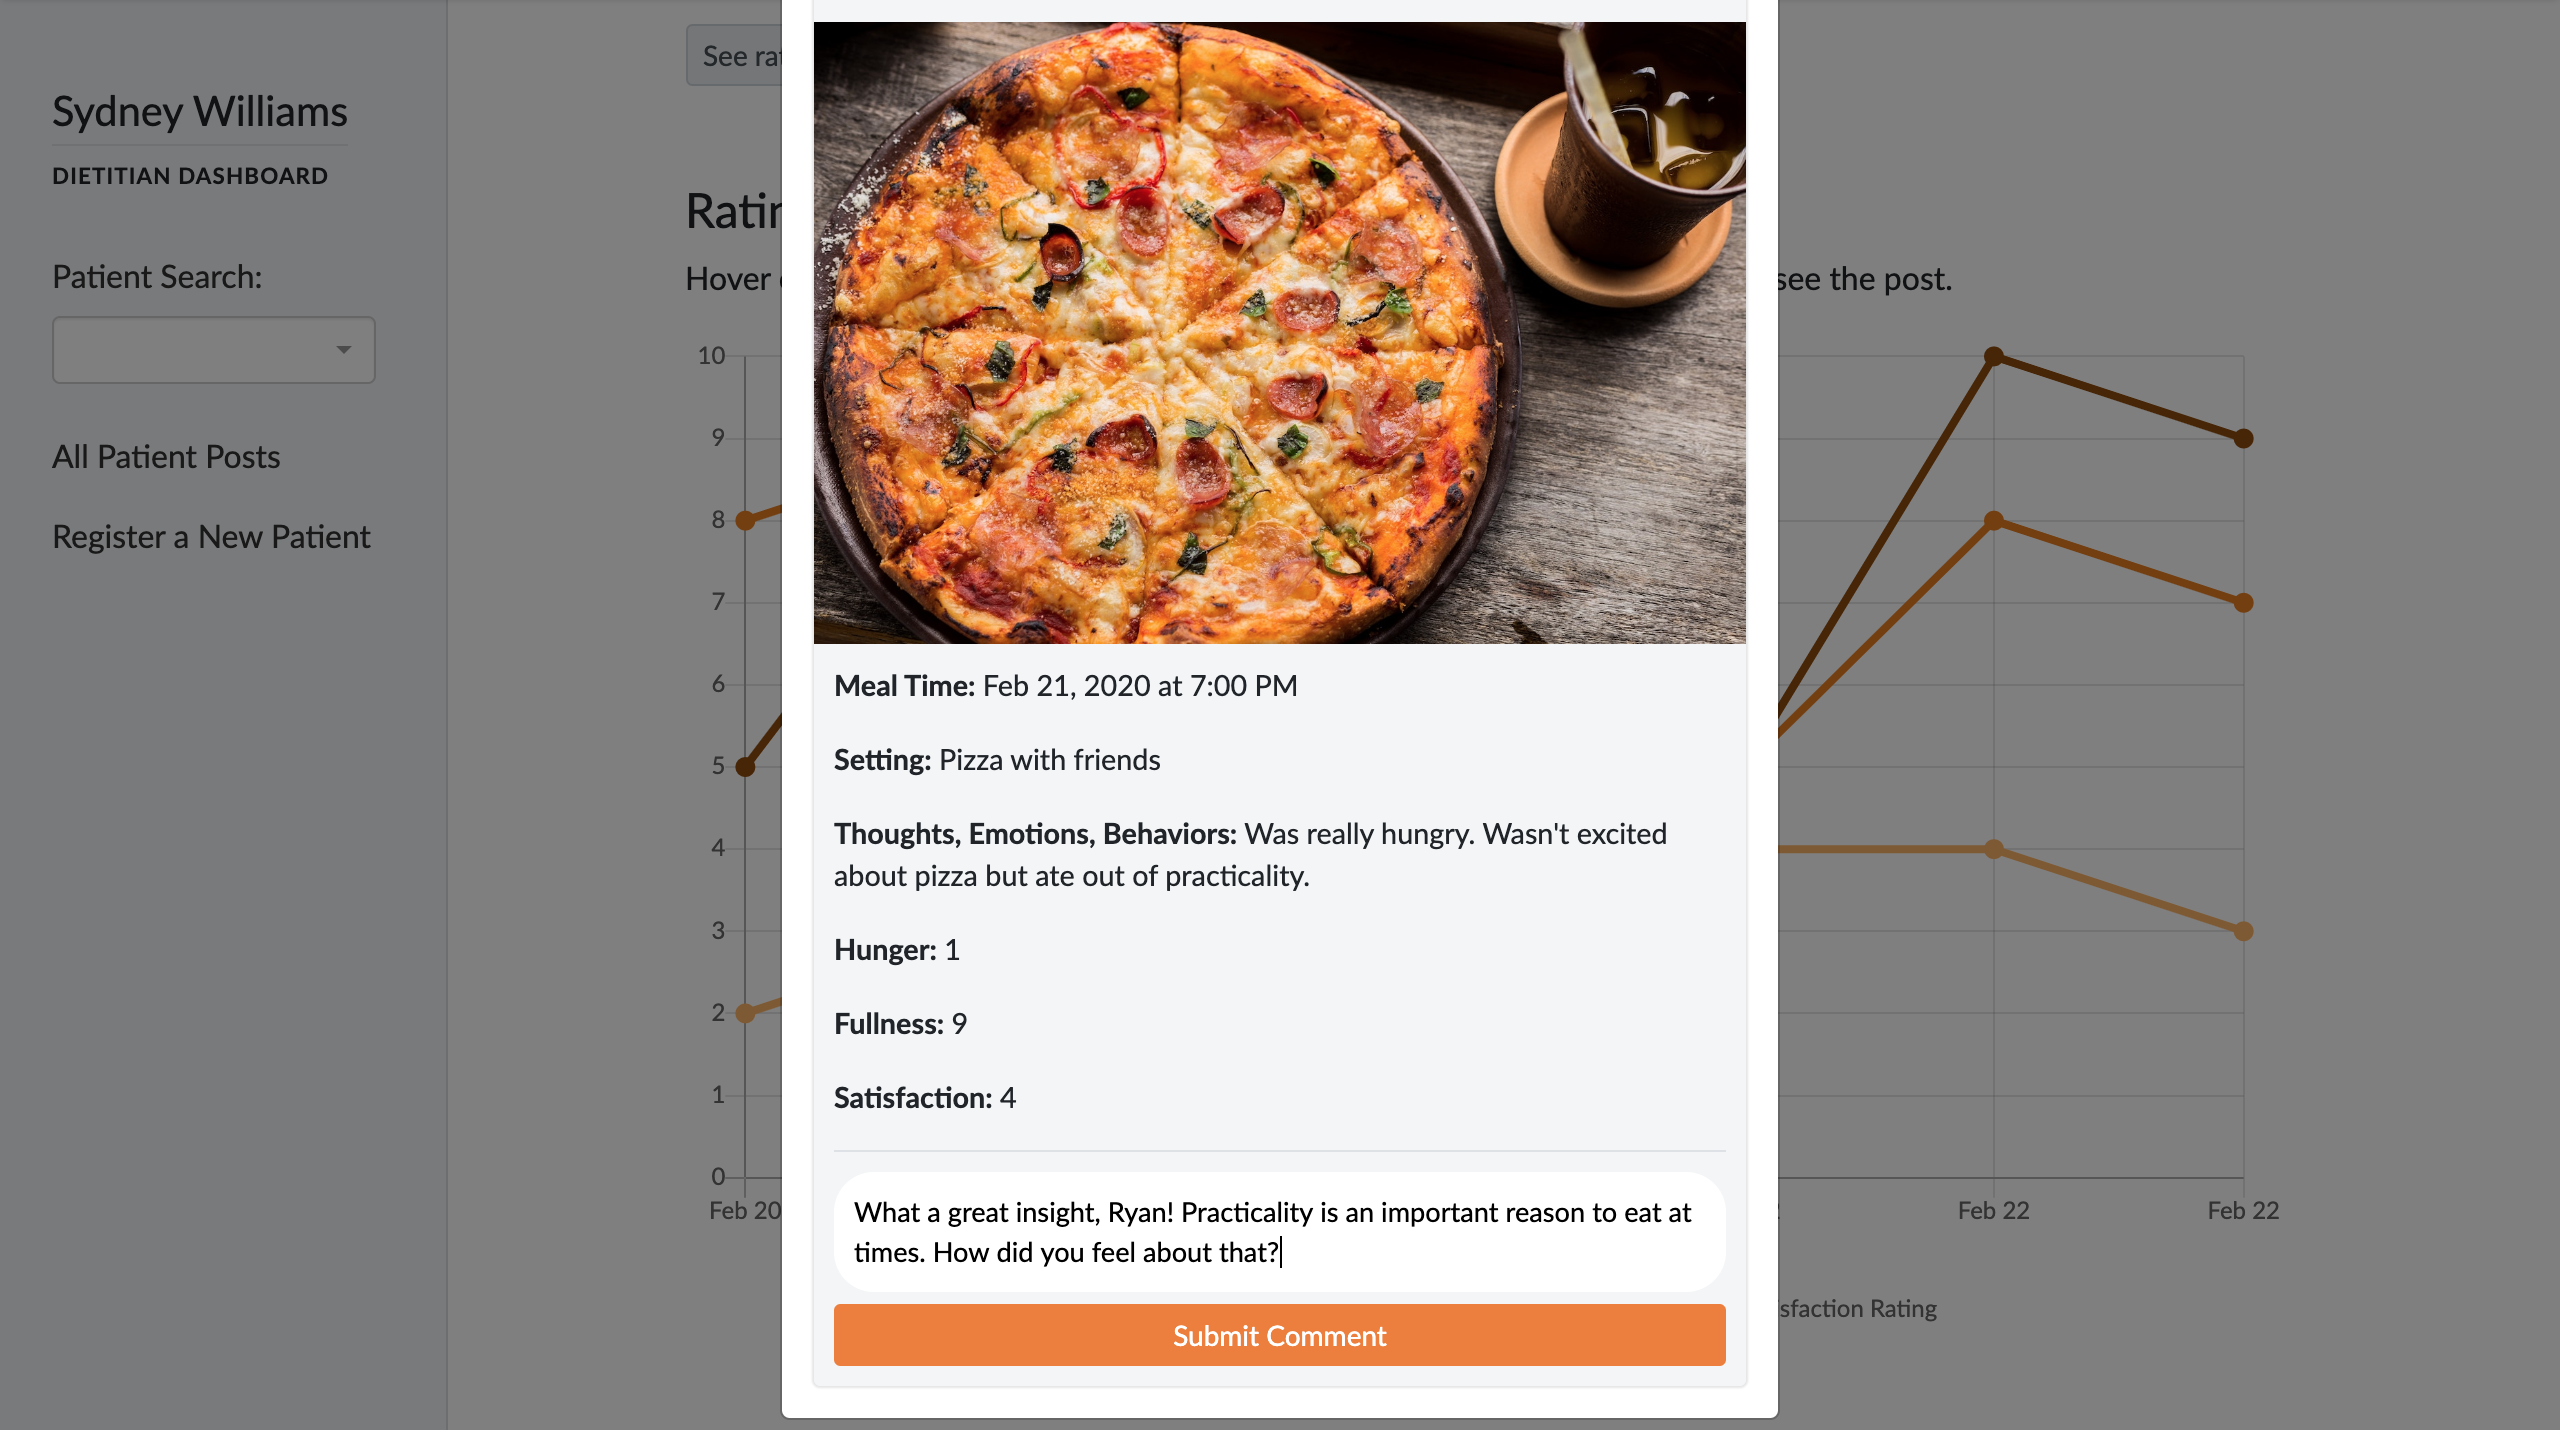 Sydney Williams
DIETITIAN DASHBOARD
Patient Search:
All Patient Posts
Register a New Patient
See
Hover
see the post.
10
9
8
7
6
5
4
3
2
1
0
Feb 20
Feb 22
Feb 22
Rating
Meal Time: Feb 21, 2020 at 7:00 PM
Setting: Pizza with friends
Thoughts, Emotions, Behaviors: Was really hungry. Wasn't excited
about pizza but ate out of practicality.
Hunger: 1
Fullness: 9
Satisfaction: 4
What a great insight, Ryan! Practicality is an important reason to eat at
times. How did you feel about that?
Submit Comment